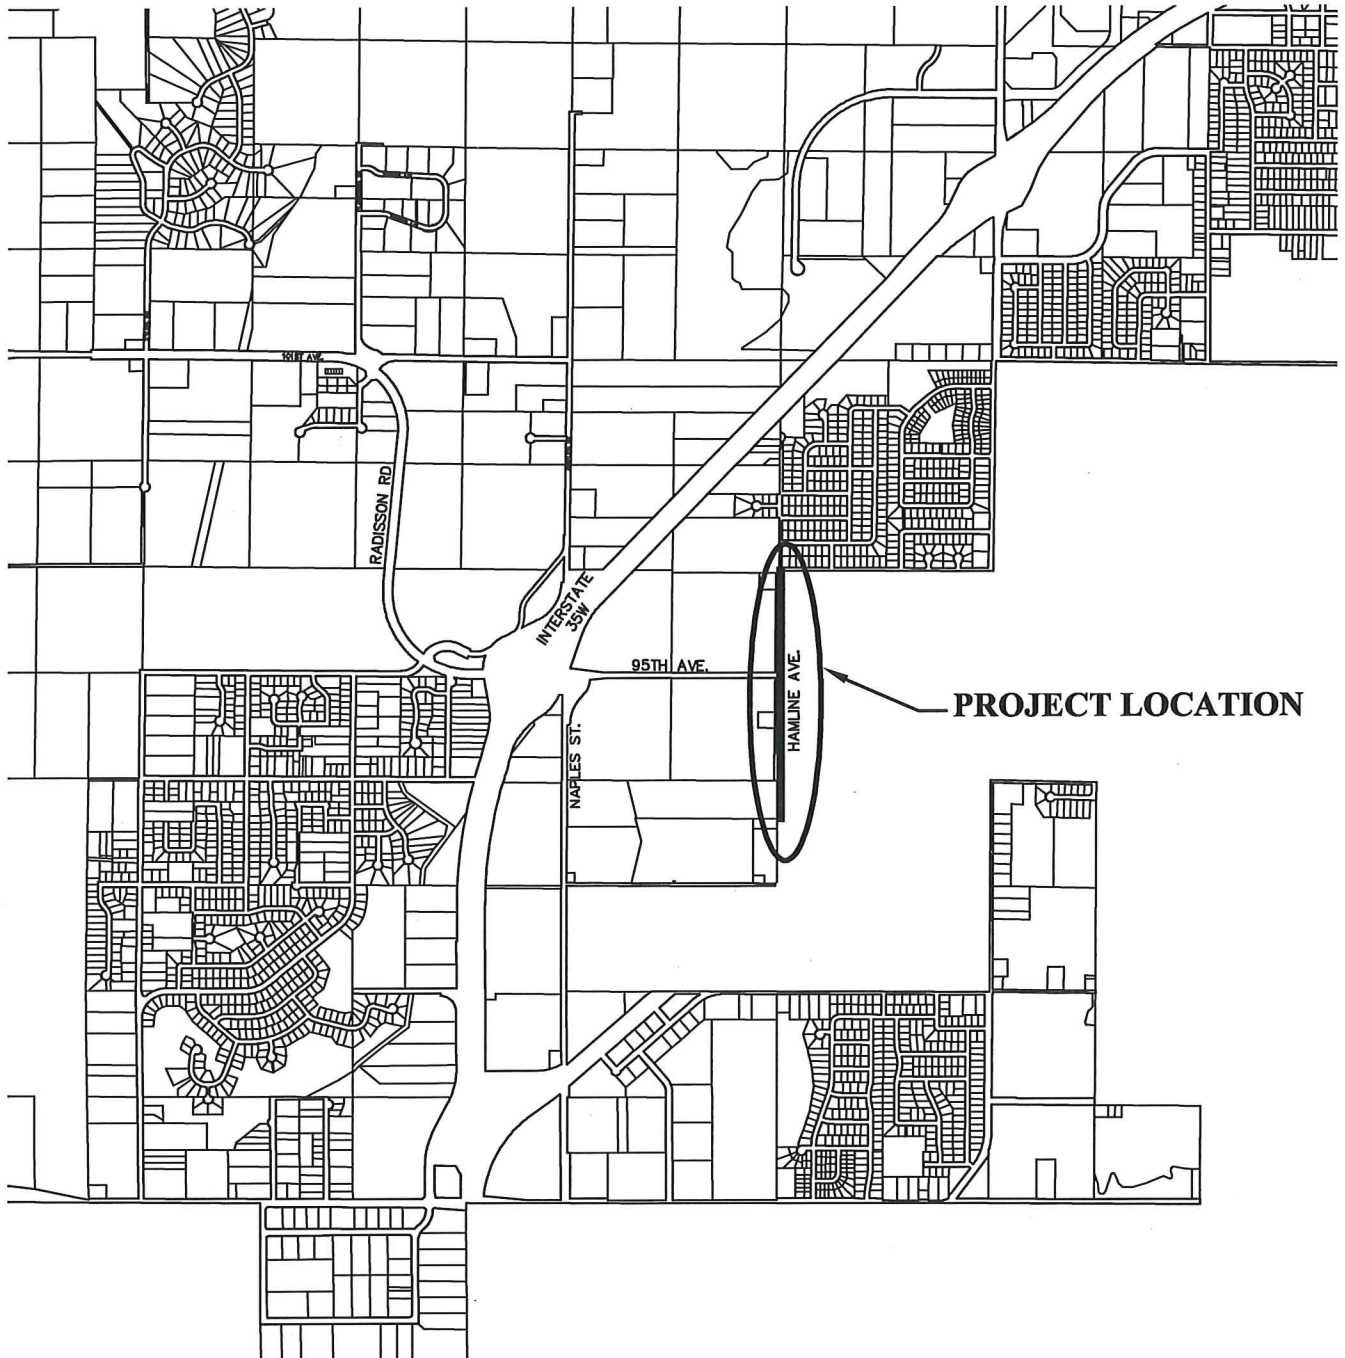 101ST AVE.
RADISSON RD
INTERSTATE
35W
95TH AVE.
HAMLINE AVE.
PROJECT LOCATION
NAPLES ST.